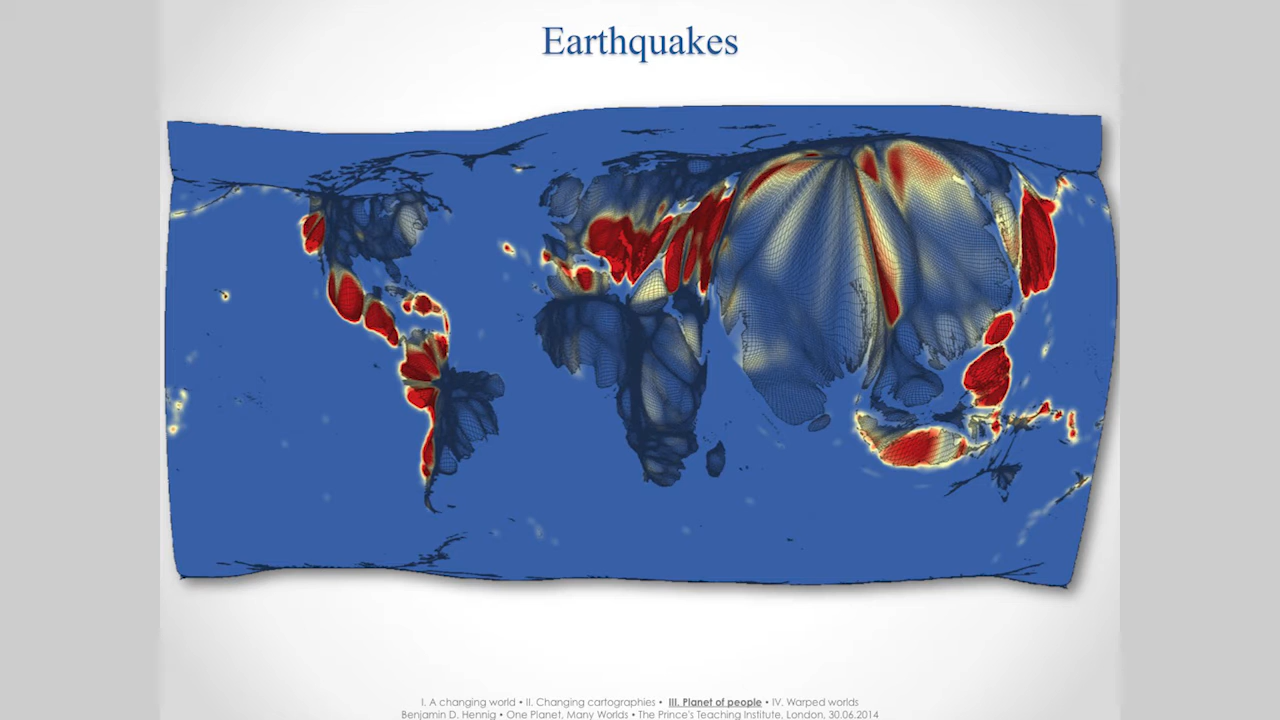 Earthquakes
I. A changing world • II. Changing cartographies • III. Planet of people • IV. Warped worlds
Benjamin D. Hennig • One Planet, Many Worlds • The Prince's Teaching Institute, London, 30.06.2014